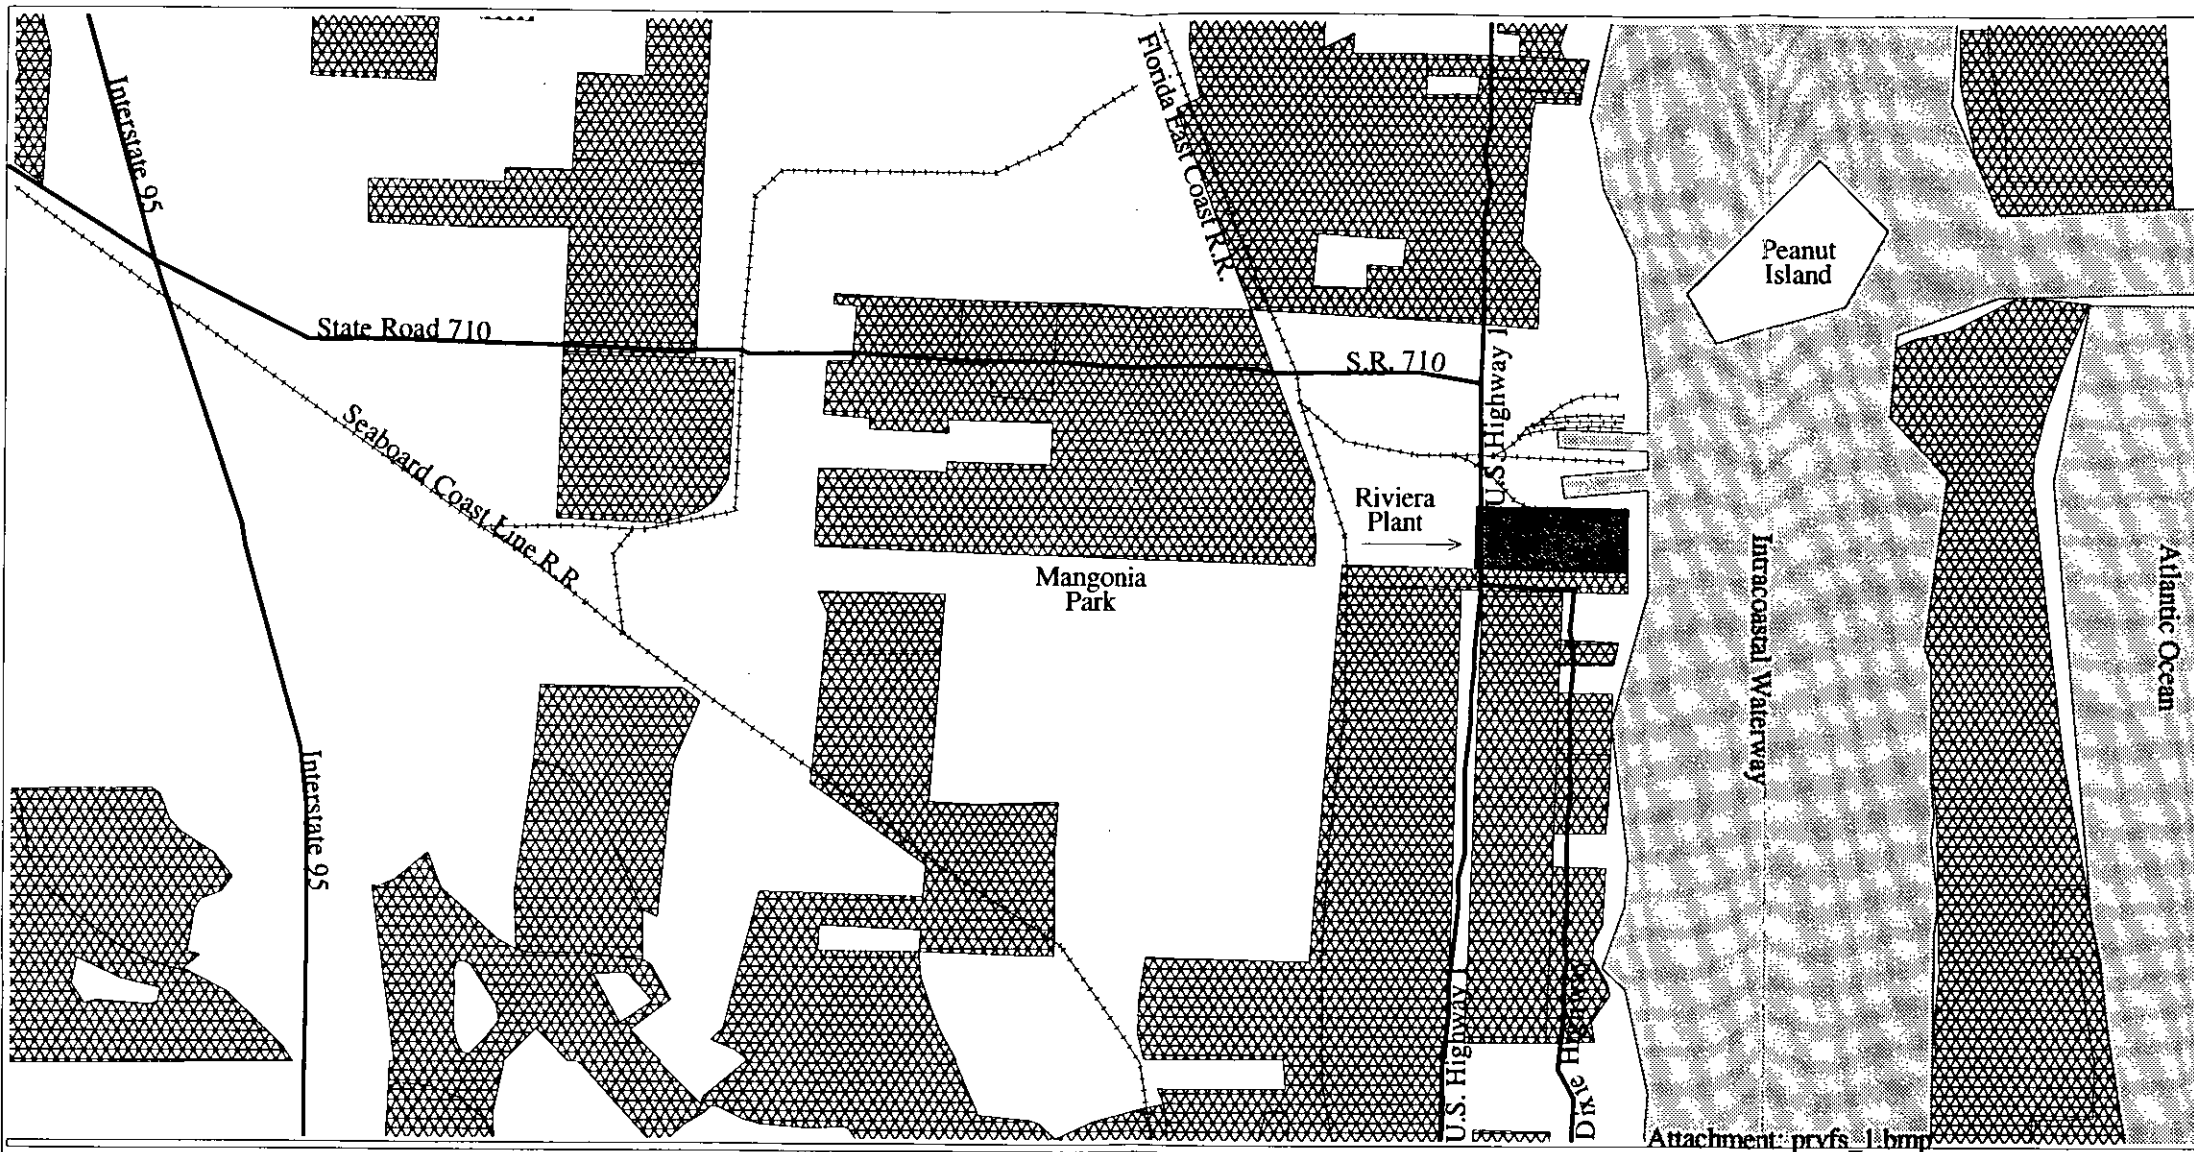 Interstate 95
Florida East Coast R.R.
Peanut
Island
State Road 710
S.R. 710
U.S. Highway 1
Seaboard Coast Line R.R.
Riviera
Plant
Mangonia
Park
Intracoastal Waterway
Atlantic Ocean
Interstate 95
U.S. Highway 1
Dixie Highway
Attachment: prvfs_1.bmp